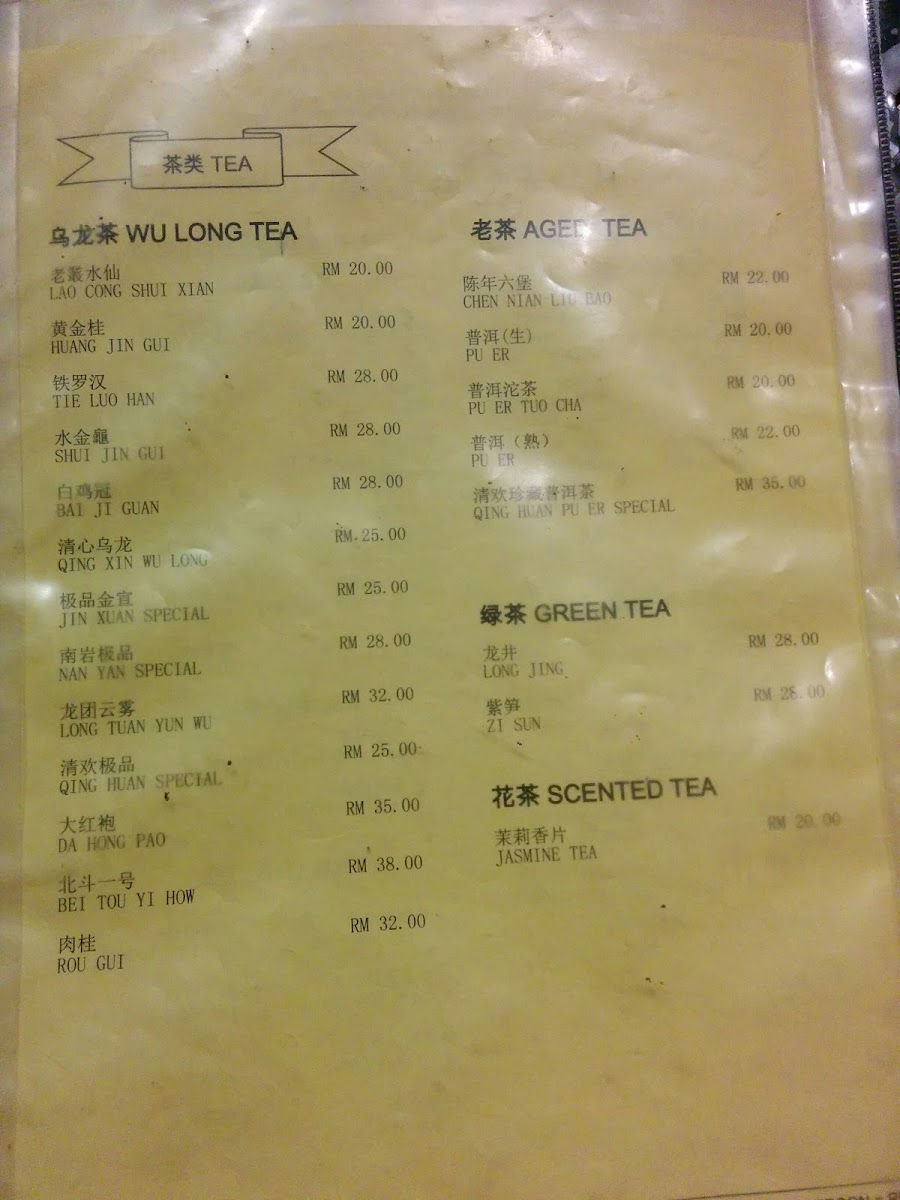 茶类 TEA
乌龙茶 WU LONG TEA
老叢水仙 RM 20.00
LAO CONG SHUI XIAN
黄金桂 RM 20.00
HUANG JIN GUI
铁罗汉 RM 28.00
TIE LUO HAN
水金龜 RM 28.00
SHUI JIN GUI
白鸡冠 RM 28.00
BAI JI GUAN
清心乌龙 RM 25.00
QING XIN WU LONG
极品金宣 RM 25.00
JIN XUAN SPECIAL
南岩极品 RM 28.00
NAN YAN SPECIAL
龙团云雾 RM 32.00
LONG TUAN YUN WU
清欢极品 RM 25.00
QING HUAN SPECIAL
大红袍 RM 35.00
DA HONG PAO
北斗一号 RM 38.00
BEI TOU YI HOW
肉桂 RM 32.00
ROU GUI
老茶 AGED TEA
陈年六堡 RM 22.00
CHEN NIAN LIU BAO
普洱(生) RM 20.00
PU ER
普洱沱茶 RM 20.00
PU ER TUO CHA
普洱（熟） RM 22.00
PU ER
清欢珍藏普洱茶 RM 35.00
QING HUAN PU ER SPECIAL
绿茶 GREEN TEA
龙井 RM 28.00
LONG JING
紫笋 RM 28.00
ZI SUN
花茶 SCENTED TEA
茉莉香片 RM 20.00
JASMINE TEA